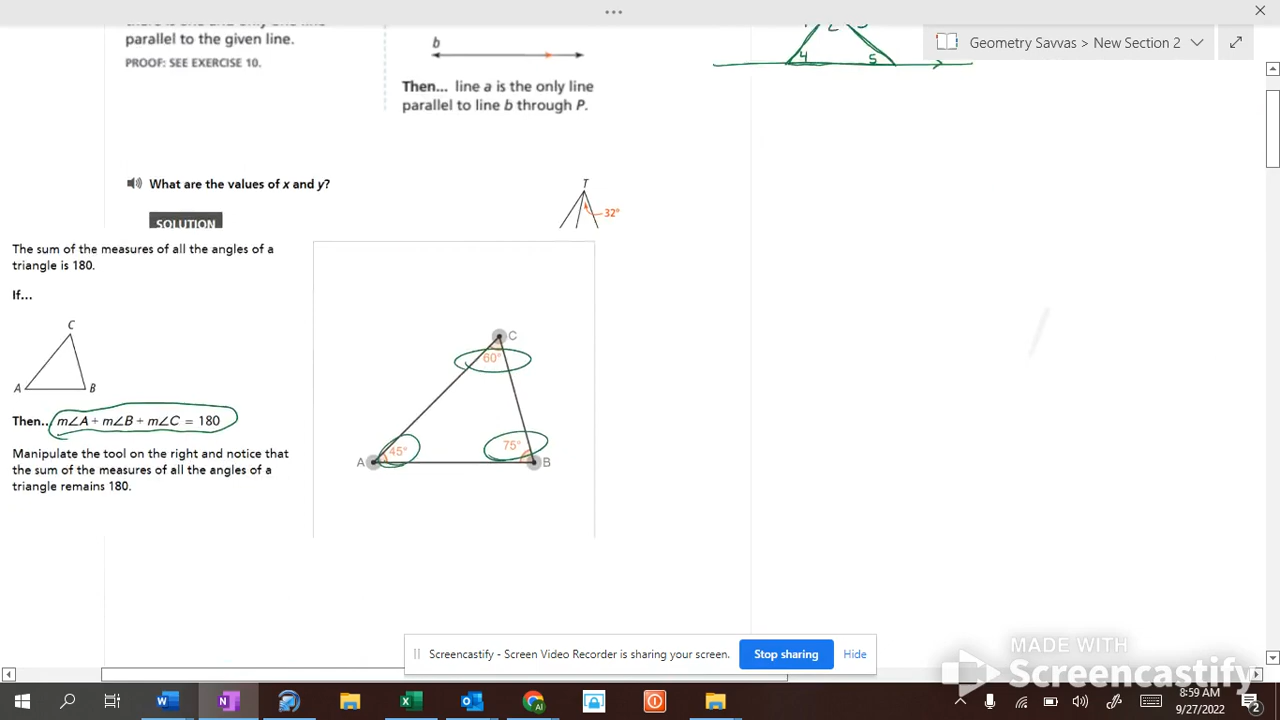 Geometry Savvas > New Section 2
parallel to the given line.
PROOF: SEE EXERCISE 10.
b
Then... line a is the only line
parallel to line b through P.
2
4
5
What are the values of x and y?
SOLUTION
T
32°
The sum of the measures of all the angles of a
triangle is 180.
If...
C
A
B
Then... m∠A + m∠B + m∠C = 180
Manipulate the tool on the right and notice that
the sum of the measures of all the angles of a
triangle remains 180.
C
60°
A
45°
75°
B
Screencastify - Screen Video Recorder is sharing your screen.
Stop sharing
Hide
MADE WITH
Screencastify
8:59 AM
9/27/2022
2